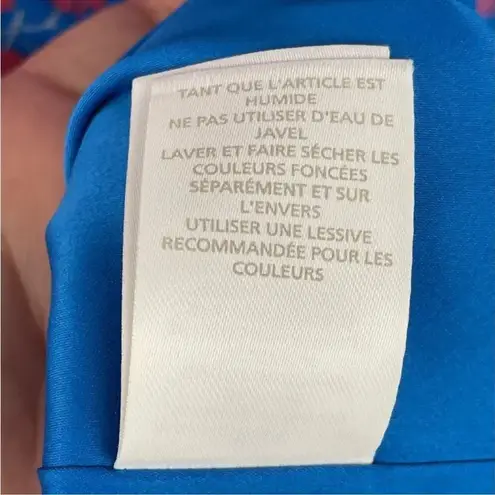 TANT QUE L'ARTICLE EST
HUMIDE
NE PAS UTILISER D'EAU DE
JAVEL
LAVER ET FAIRE SÉCHER LES
COULEURS FONCÉES
SÉPARÉMENT ET SUR
L'ENVERS
UTILISER UNE LESSIVE
RECOMMANDÉE POUR LES
COULEURS